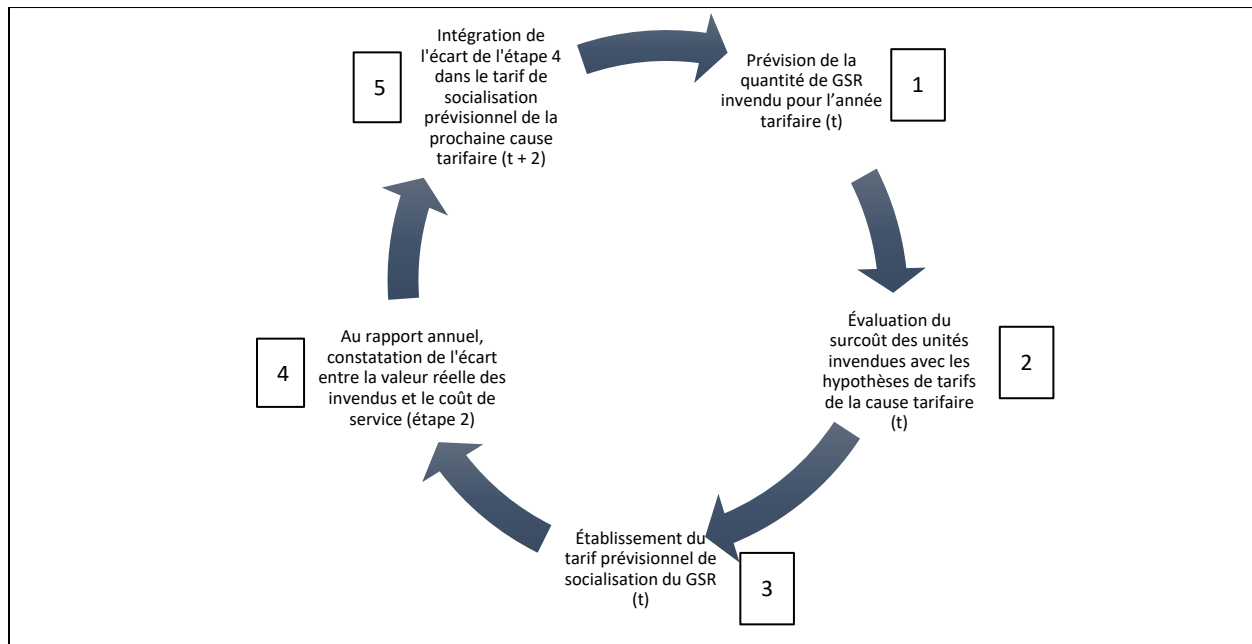 Prévision de la
quantité de GSR
invendu pour l’année
tarifaire (t)
1
Évaluation du
surcoût des unités
invendues avec les
hypothèses de tarifs
de la cause tarifaire
(t)
2
Établissement du
tarif prévisionnel de
socialisation du GSR
(t)
3
Au rapport annuel,
constatation de l'écart
entre la valeur réelle des
invendus et le coût de
service (étape 2)
4
Intégration de
l'écart de l'étape 4
dans le tarif de
socialisation
prévisionnel de la
prochaine cause
tarifaire (t + 2)
5